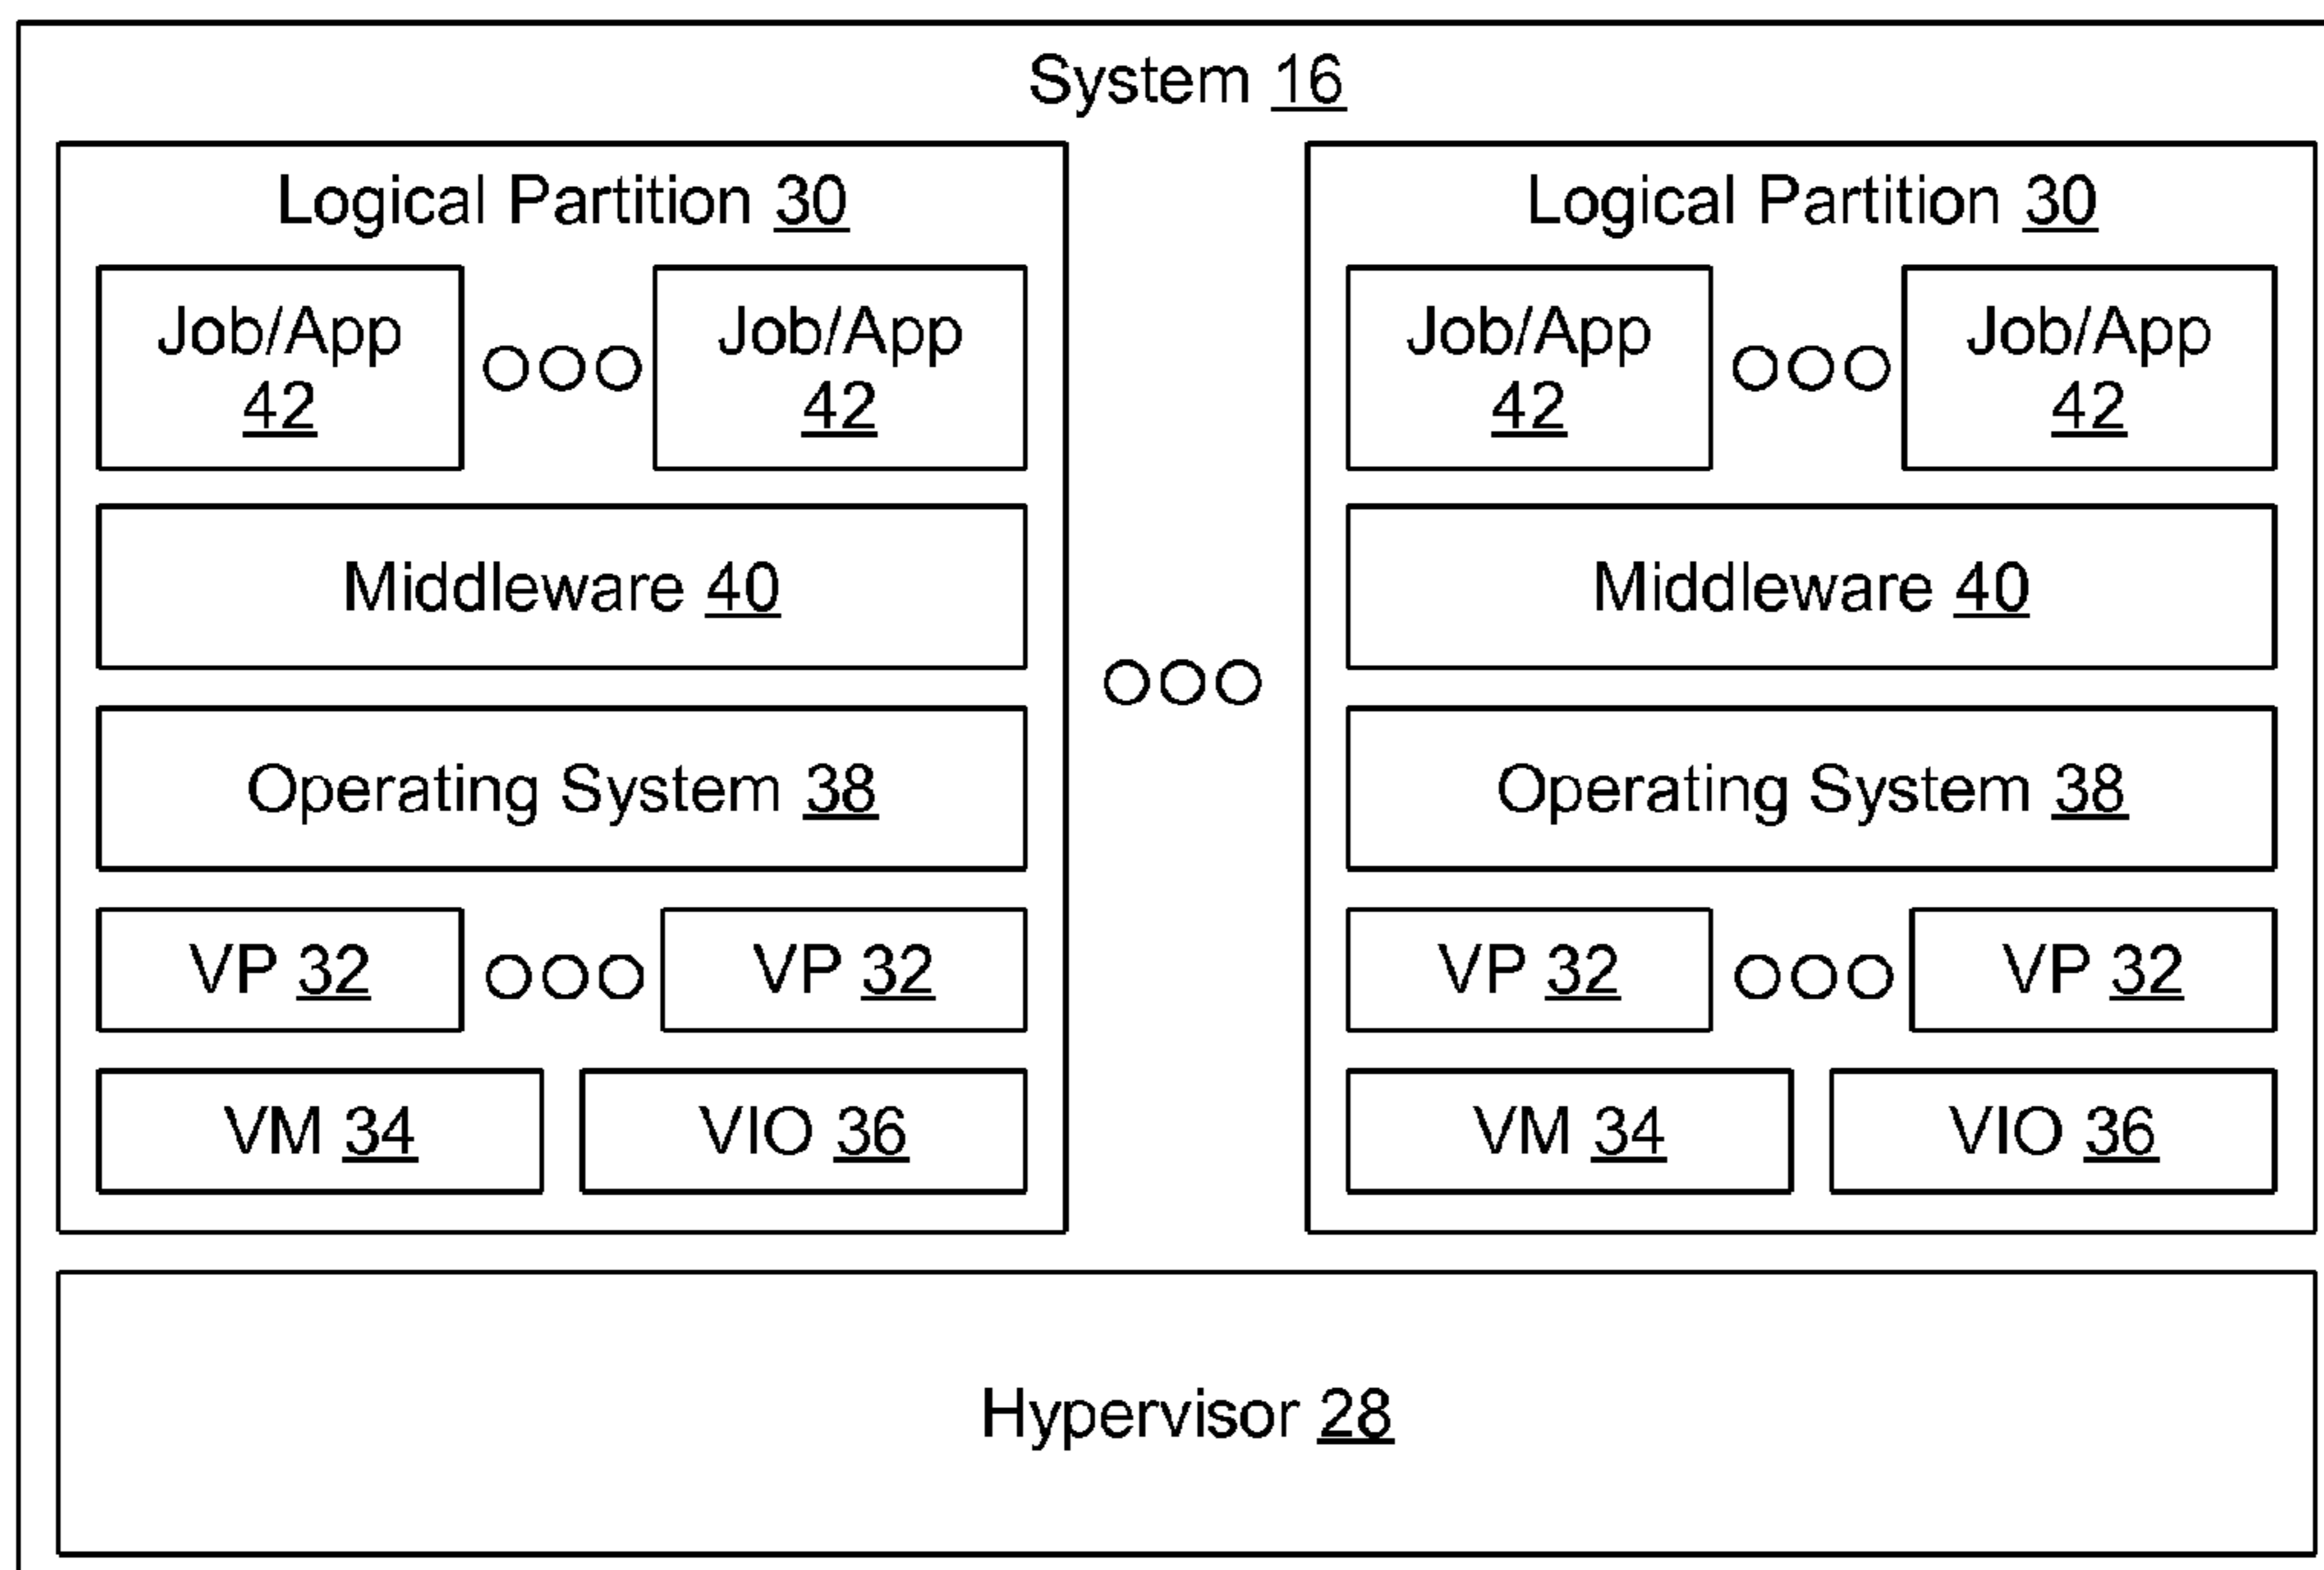 System 16
Logical Partition 30
Job/App
42
Job/App
42
Middleware 40
Operating System 38
VP 32
VP 32
VM 34
VIO 36
Logical Partition 30
Job/App
42
Job/App
42
Middleware 40
Operating System 38
VP 32
VP 32
VM 34
VIO 36
Hypervisor 28